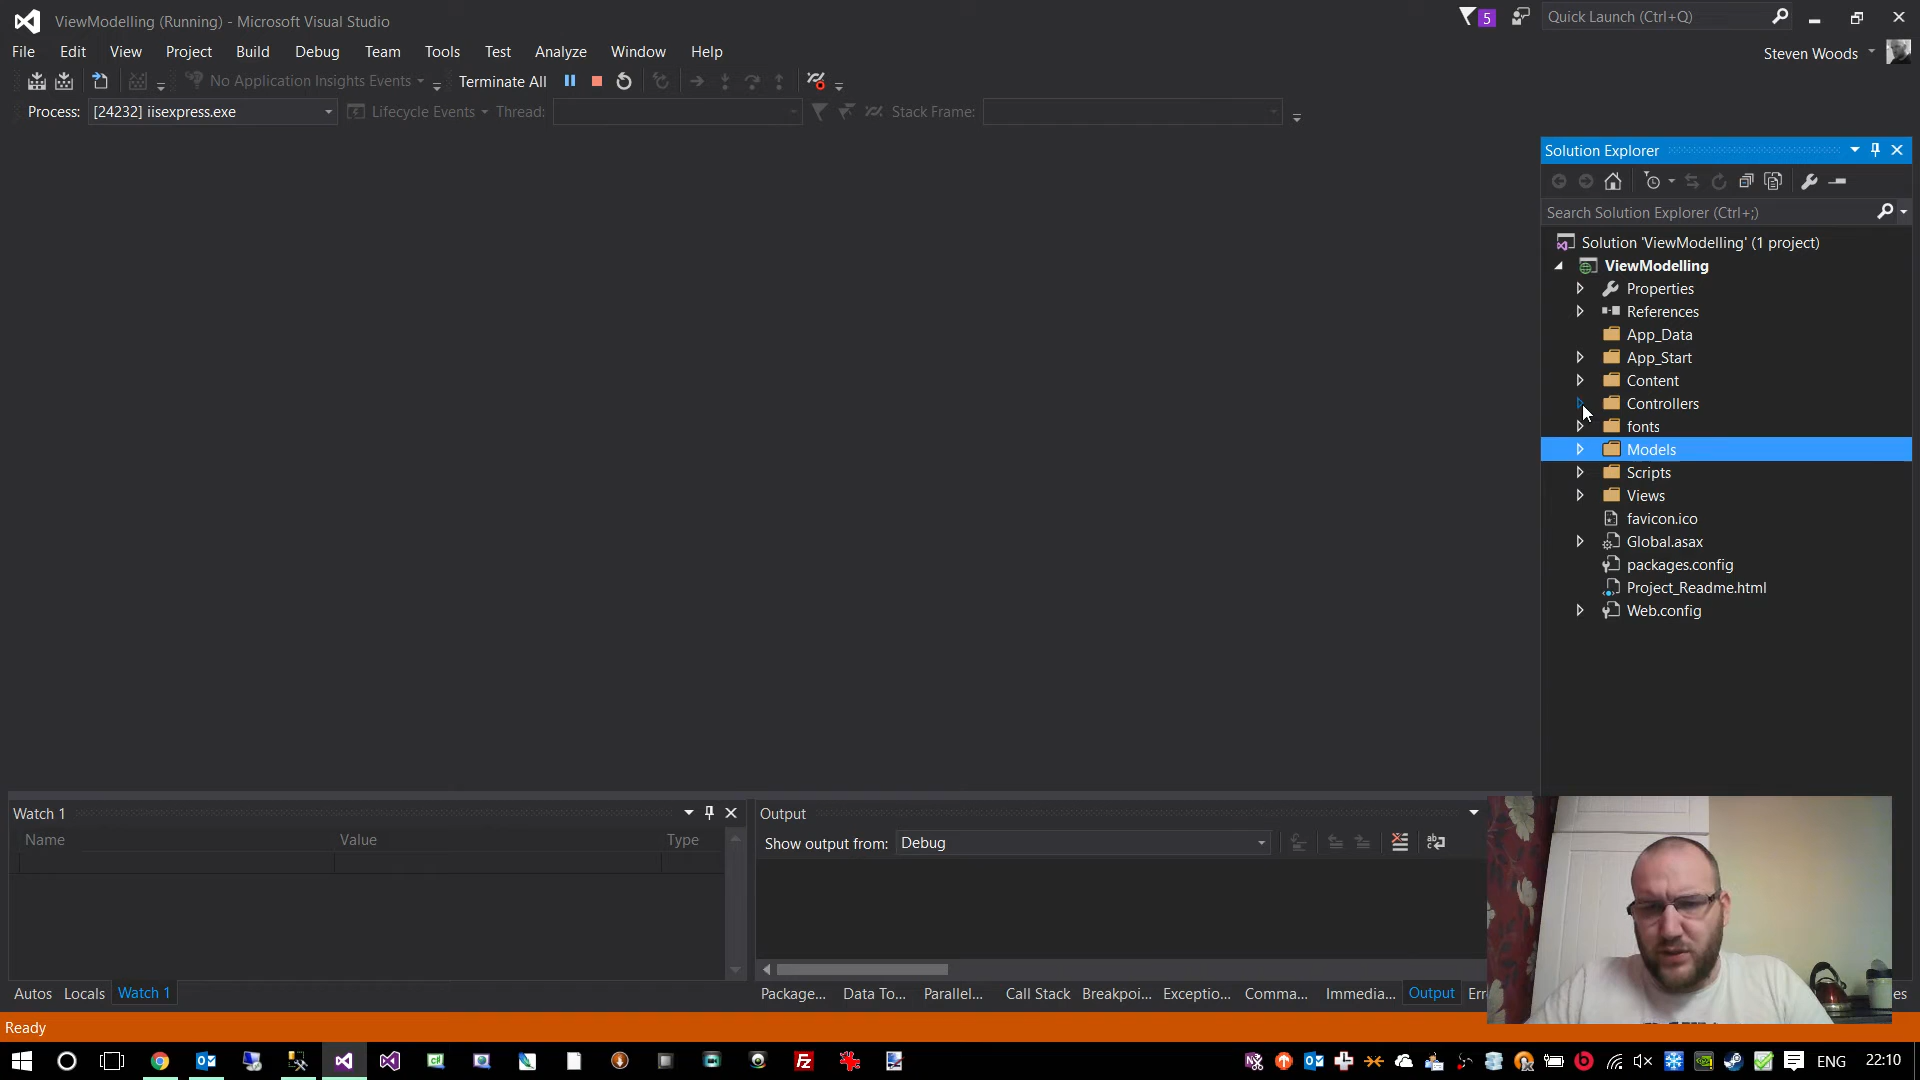 ViewModelling (Running) - Microsoft Visual Studio
5
Quick Launch (Ctrl+Q)
File Edit View Project Build Debug Team Tools Test Analyze Window Help
Steven Woods
No Application Insights Events
Terminate All
Process: [24232] iisexpress.exe
Lifecycle Events
Thread:
Stack Frame:
Solution Explorer
Search Solution Explorer (Ctrl+;)
Solution 'ViewModelling' (1 project)
ViewModelling
Properties
References
App_Data
App_Start
Content
Controllers
fonts
Models
Scripts
Views
favicon.ico
Global.asax
packages.config
Project_Readme.html
Web.config
Watch 1
Name Value Type
Output
Show output from: Debug
Autos Locals Watch 1
Package... Data To... Parallel... Call Stack Breakpoi... Exceptio... Comma... Immedia... Output Err
es
Ready
ENG 22:10